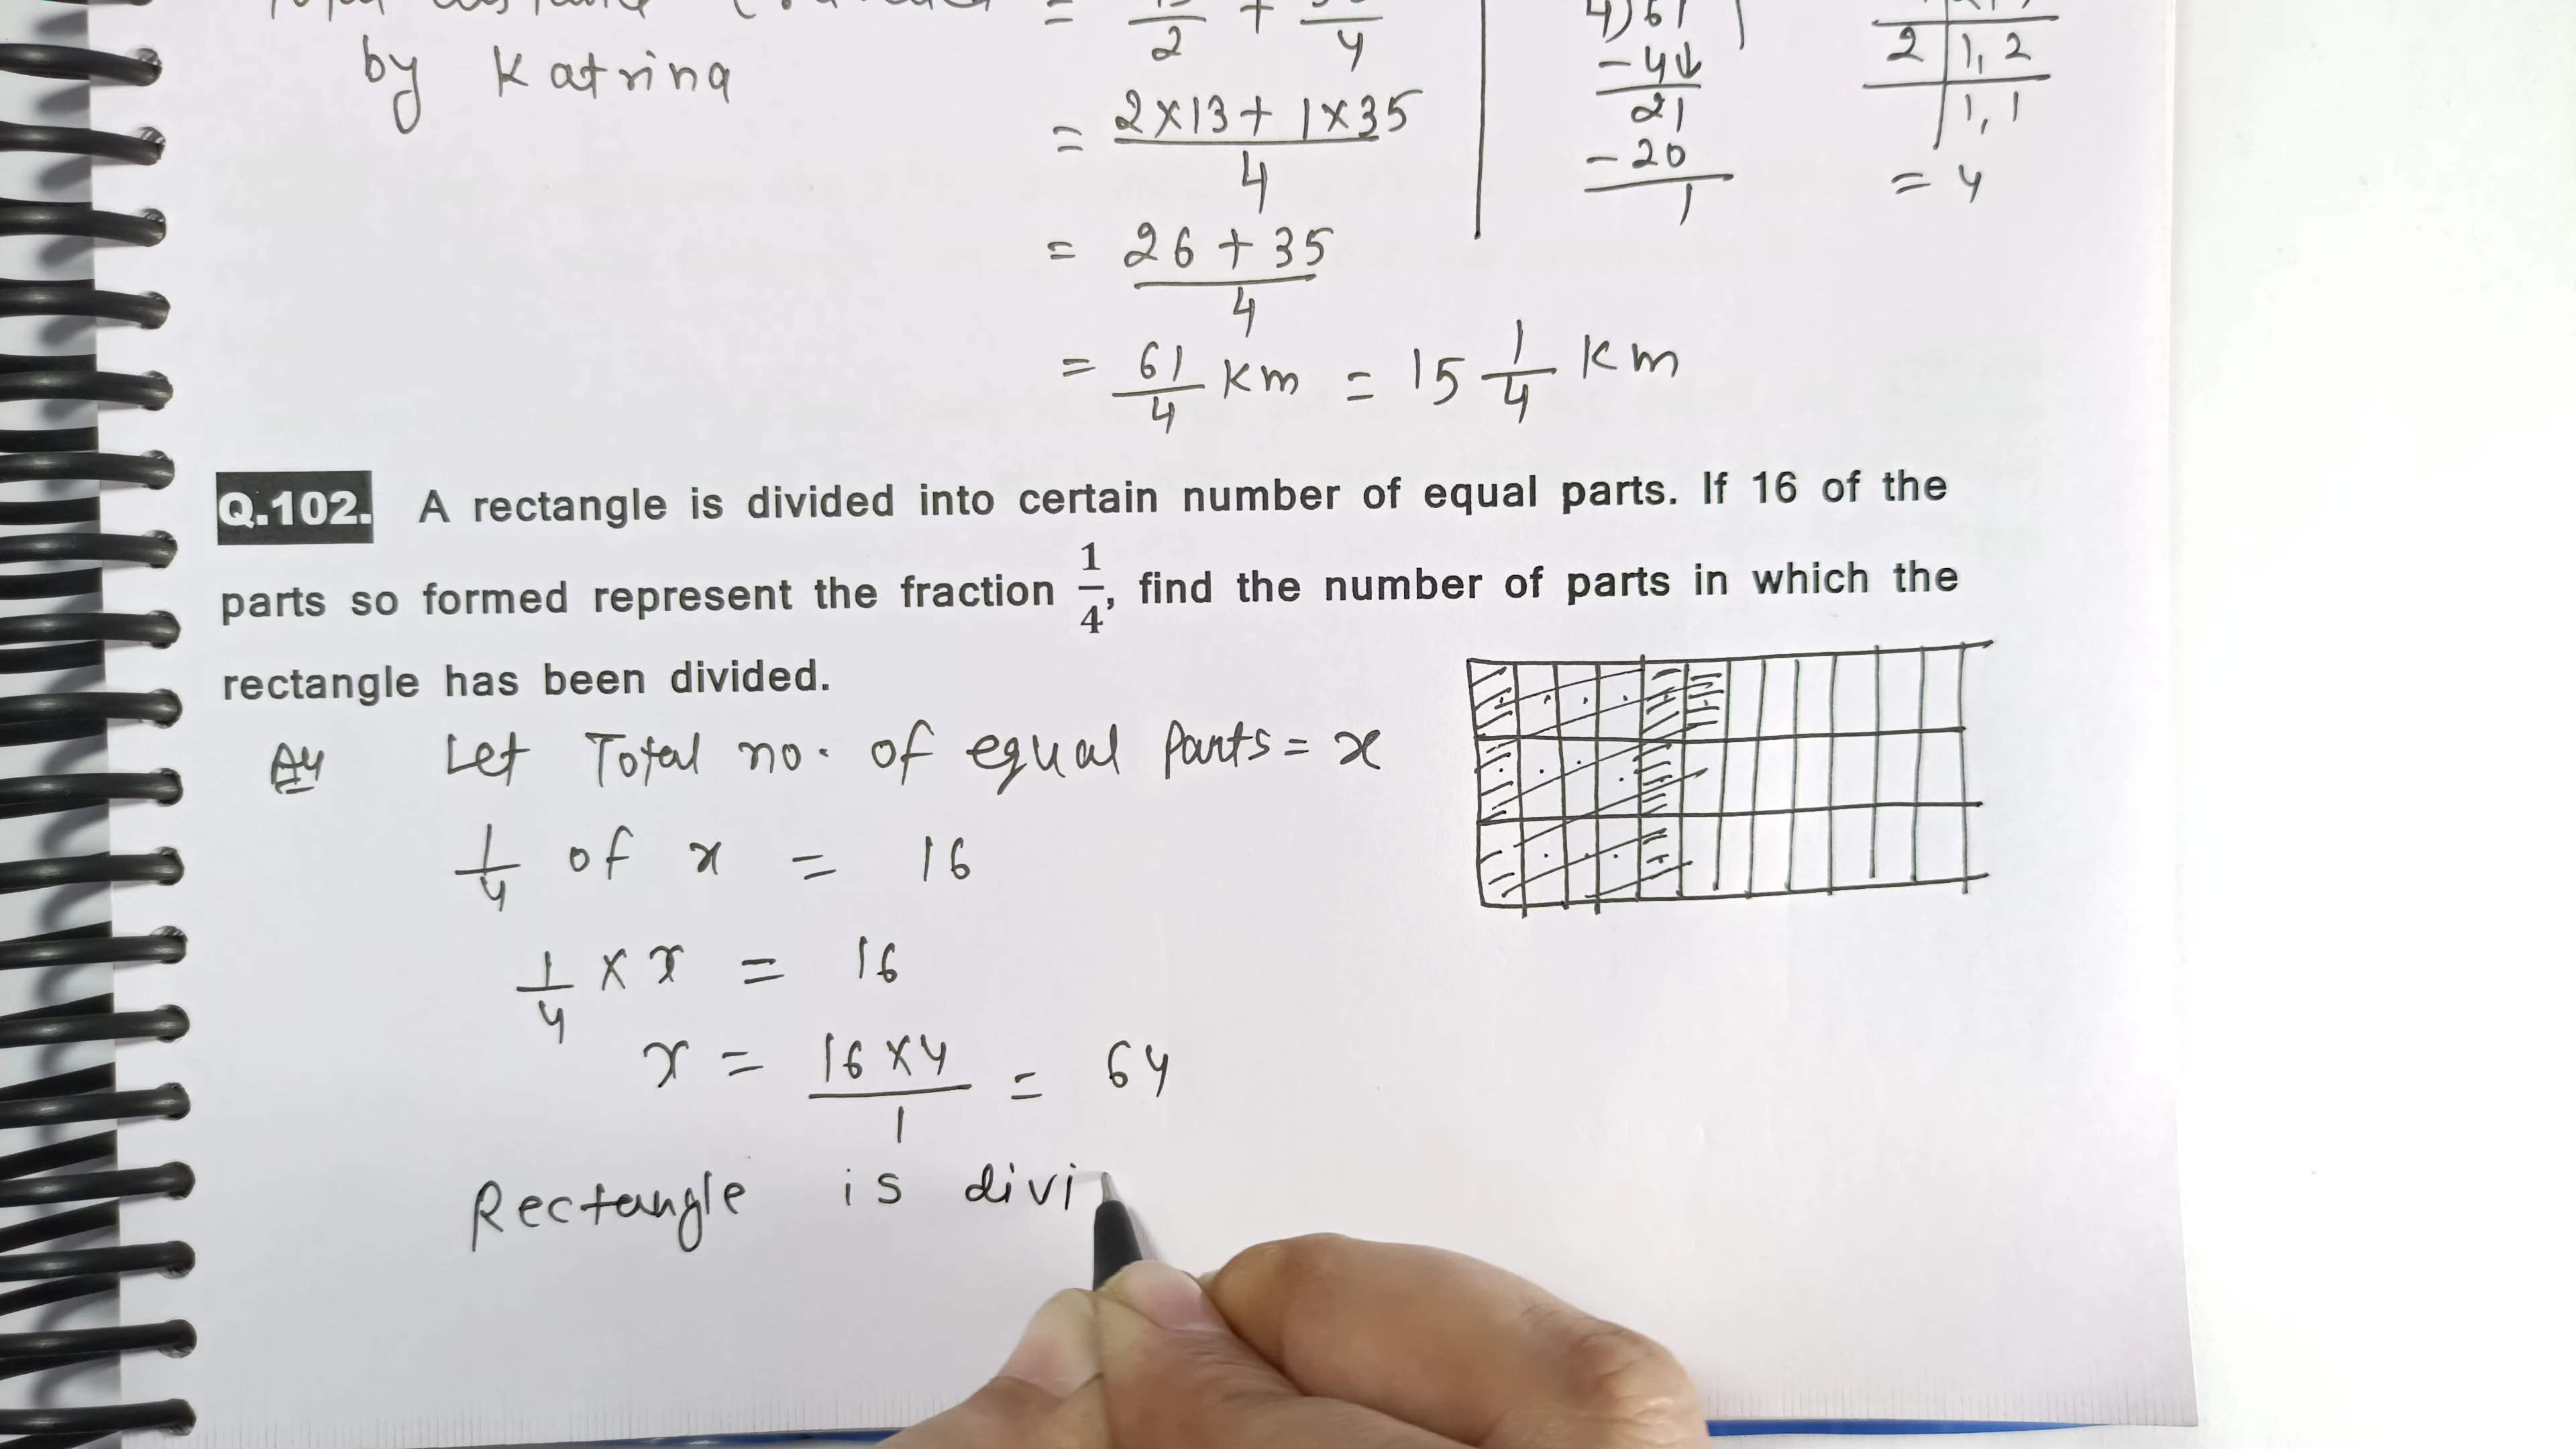 by Katrina
= 2×13 + 1×35 / 4
= 26 + 35 / 4
= 61/4 Km = 15 1/4 Km
4)61
-4↓
21
-20
1
2 | 1, 2
1, 1
= 4
Q.102. A rectangle is divided into certain number of equal parts. If 16 of the
parts so formed represent the fraction 1/4, find the number of parts in which the
rectangle has been divided.
Let Total no. of equal Parts = x
1/4 of x = 16
1/4 × x = 16
x = 16×4 / 1 = 64
Rectangle is divi